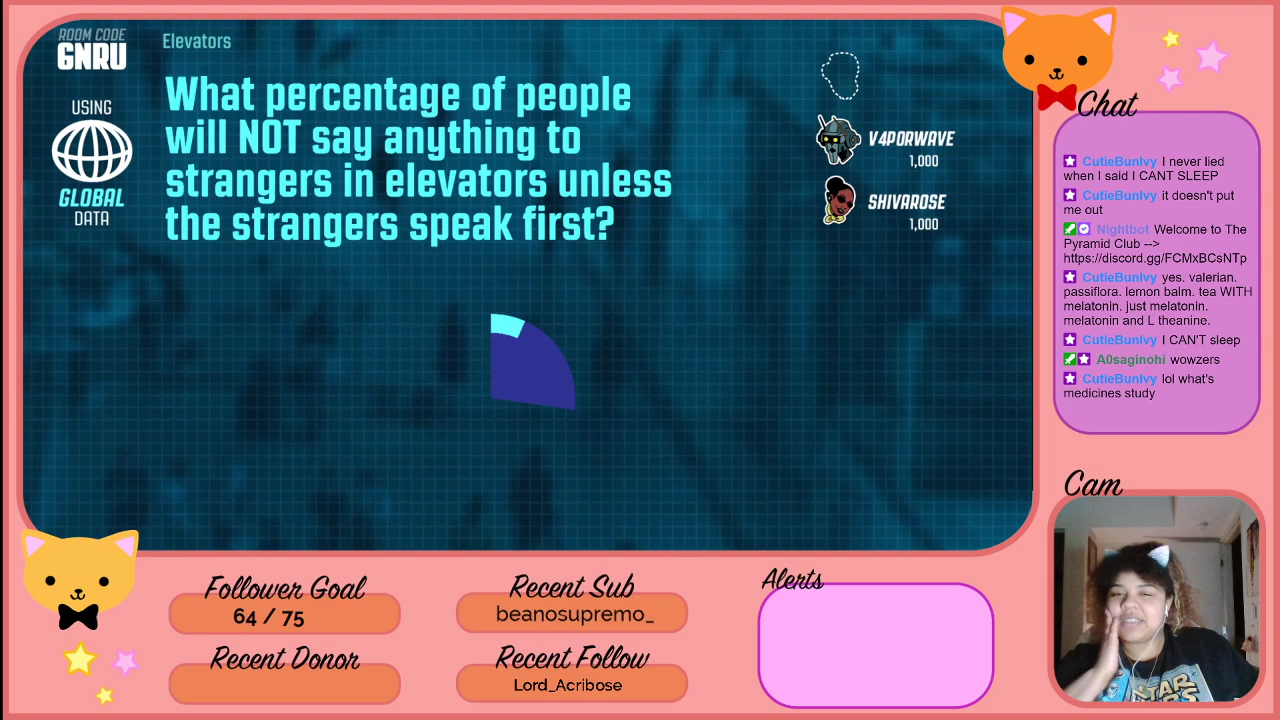 ROOM CODE
GNRU
Elevators
What percentage of people
will NOT say anything to
strangers in elevators unless
the strangers speak first?
USING
GLOBAL
DATA
V4PORWAVE
1,000
SHIVAROSE
1,000
Chat
CutieBunIvy I never lied
when I said I CANT SLEEP
CutieBunIvy it doesn't put
me out
Nightbot Welcome to The
Pyramid Club -->
https://discord.gg/FCMxBCsNTp
CutieBunIvy yes. valerian.
passiflora. lemon balm. tea WITH
melatonin. just melatonin.
melatonin and L theanine.
CutieBunIvy I CAN'T sleep
A0saginohi wowzers
CutieBunIvy lol what's
medicines study
Cam
Follower Goal
64 / 75
Recent Sub
beanosupremo_
Alerts
Recent Donor
Recent Follow
Lord_Acribose
STAR